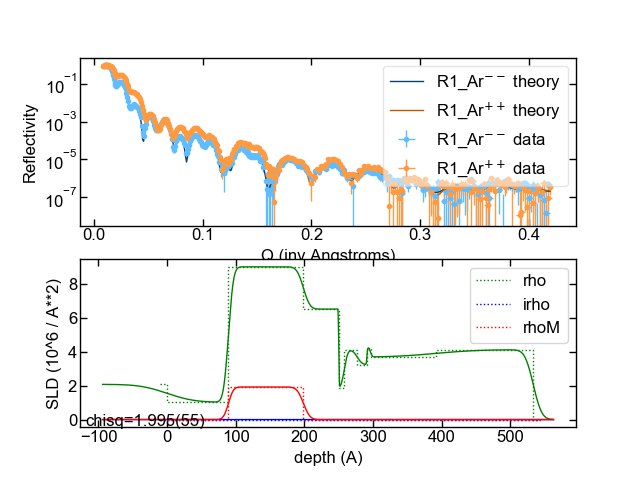 10⁻¹
10⁻³
10⁻⁵
10⁻⁷
Reflectivity
R1_Ar⁻ ⁻ theory
R1_Ar⁺ ⁺ theory
R1_Ar⁻ ⁻ data
R1_Ar⁺ ⁺ data
0.0 0.1 0.2 0.3 0.4
Q (inv Angstroms)
8
6
4
2
0
SLD (10^6 / A**2)
rho
irho
rhoM
chisq=1.995(55)
−100 0 100 200 300 400 500
depth (A)